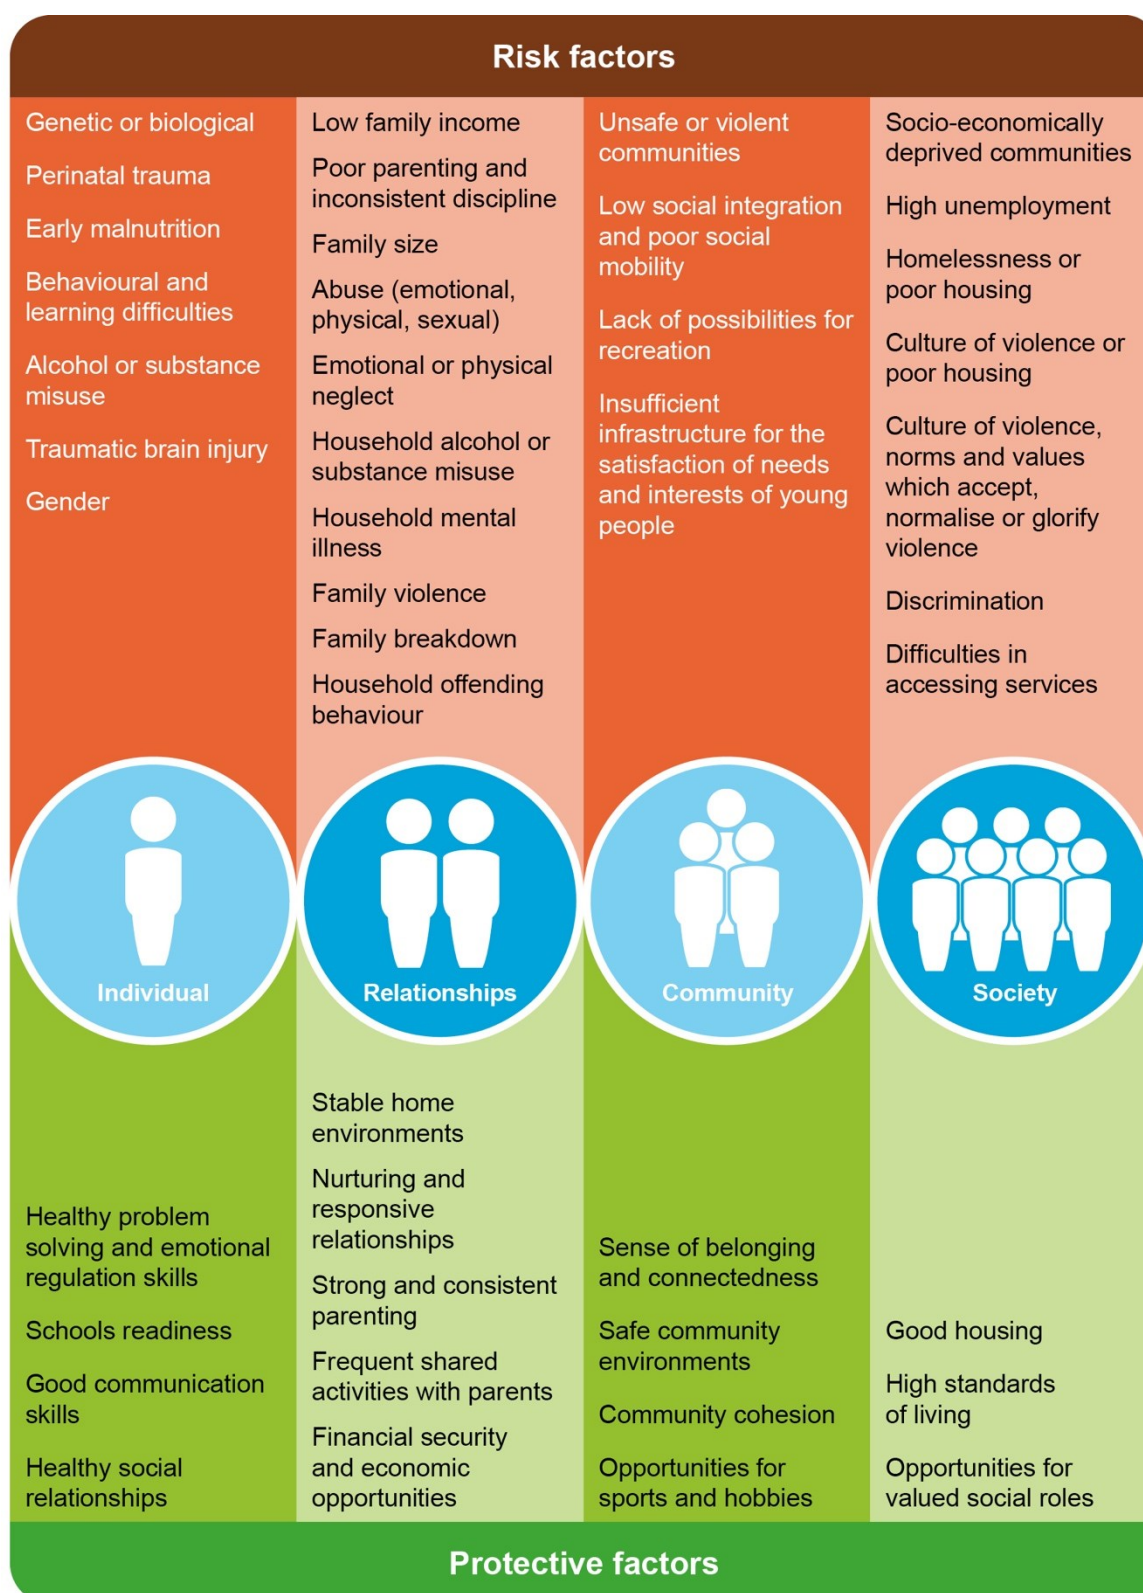 Risk factors
Genetic or biological
Perinatal trauma
Early malnutrition
Behavioural and
learning difficulties
Alcohol or substance
misuse
Traumatic brain injury
Gender
Low family income
Poor parenting and
inconsistent discipline
Family size
Abuse (emotional,
physical, sexual)
Emotional or physical
neglect
Household alcohol or
substance misuse
Household mental
illness
Family violence
Family breakdown
Household offending
behaviour
Unsafe or violent
communities
Low social integration
and poor social
mobility
Lack of possibilities for
recreation
Insufficient
infrastructure for the
satisfaction of needs
and interests of young
people
Socio-economically
deprived communities
High unemployment
Homelessness or
poor housing
Culture of violence or
poor housing
Culture of violence,
norms and values
which accept,
normalise or glorify
violence
Discrimination
Difficulties in
accessing services
Individual
Relationships
Community
Society
Healthy problem
solving and emotional
regulation skills
Schools readiness
Good communication
skills
Healthy social
relationships
Stable home
environments
Nurturing and
responsive
relationships
Strong and consistent
parenting
Frequent shared
activities with parents
Financial security
and economic
opportunities
Sense of belonging
and connectedness
Safe community
environments
Community cohesion
Opportunities for
sports and hobbies
Good housing
High standards
of living
Opportunities for
valued social roles
Protective factors